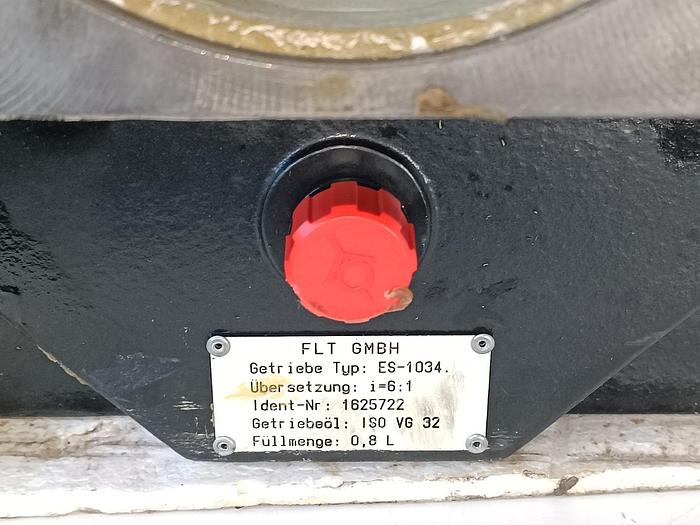 FLT GMBH
Getriebe Typ: ES-1034.
Übersetzung: i=6:1
Ident-Nr: 1625722
Getriebeöl: ISO VG 32
Füllmenge: 0,8 L